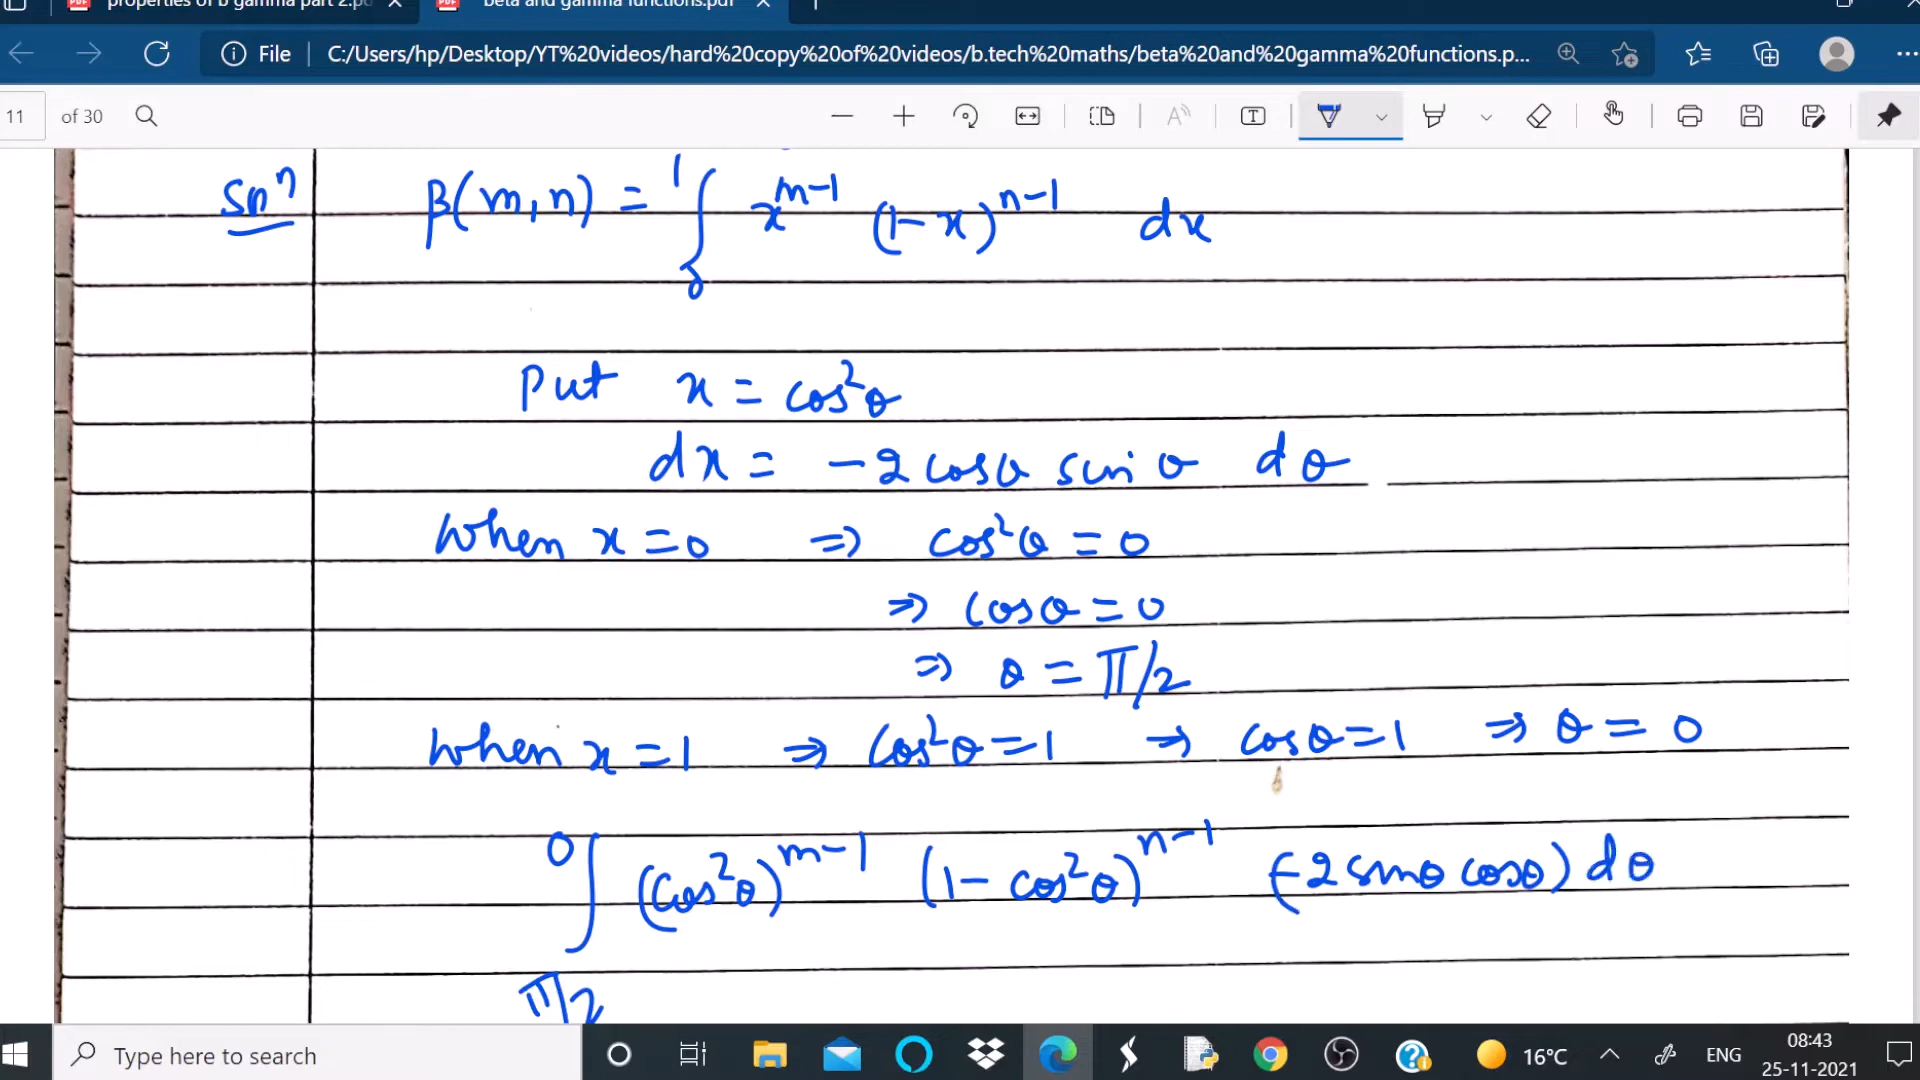 properties of b gamma part 2.pd
beta and gamma functions.pdf
File
C:/Users/hp/Desktop/YT%20videos/hard%20copy%20of%20videos/b.tech%20maths/beta%20and%20gamma%20functions.p...
11 of 30
Solⁿ β(m,n) = ₀∫¹ x^{m-1} (1-x)^{n-1} dx
Put x = cos²θ
dx = -2 cosθ sinθ dθ
When x = 0 ⇒ cos²θ = 0
⇒ cosθ = 0
⇒ θ = π/2
When x = 1 ⇒ cos²θ = 1 ⇒ cosθ = 1 ⇒ θ = 0
∫_{π/2}^{0} (cos²θ)^{m-1} (1-cos²θ)^{n-1} (-2 sinθ cosθ) dθ
Type here to search
16°C
ENG
08:43
25-11-2021